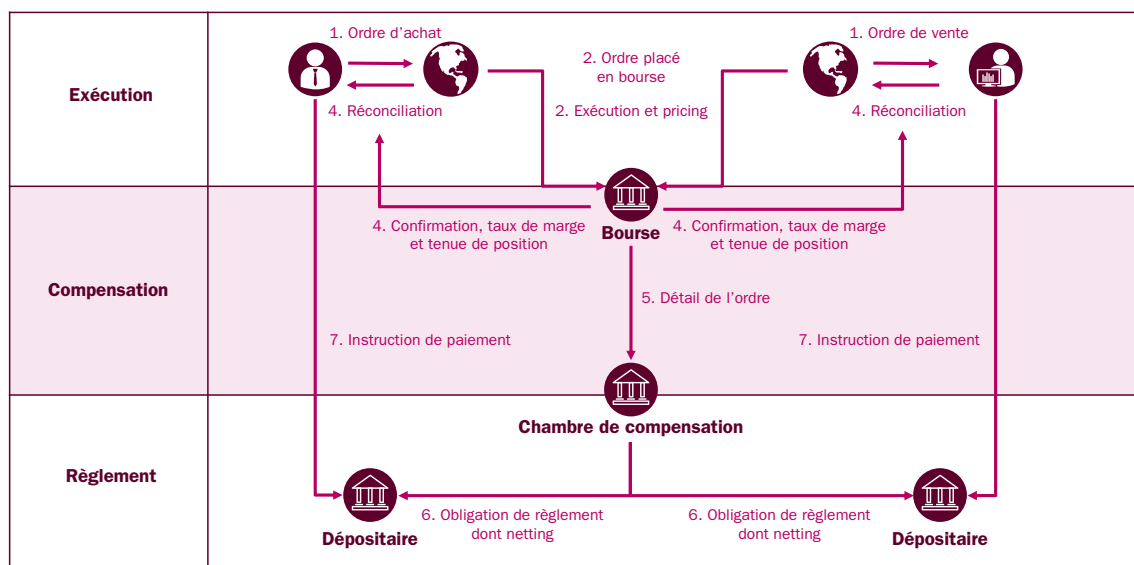 Exécution
1. Ordre d’achat
4. Réconciliation
2. Ordre placé
en bourse
2. Exécution et pricing
1. Ordre de vente
4. Réconciliation
Compensation
Bourse
4. Confirmation, taux de marge
et tenue de position
4. Confirmation, taux de marge
et tenue de position
5. Détail de l’ordre
7. Instruction de paiement
7. Instruction de paiement
Chambre de compensation
Règlement
6. Obligation de règlement
dont netting
6. Obligation de règlement
dont netting
Dépositaire
Dépositaire